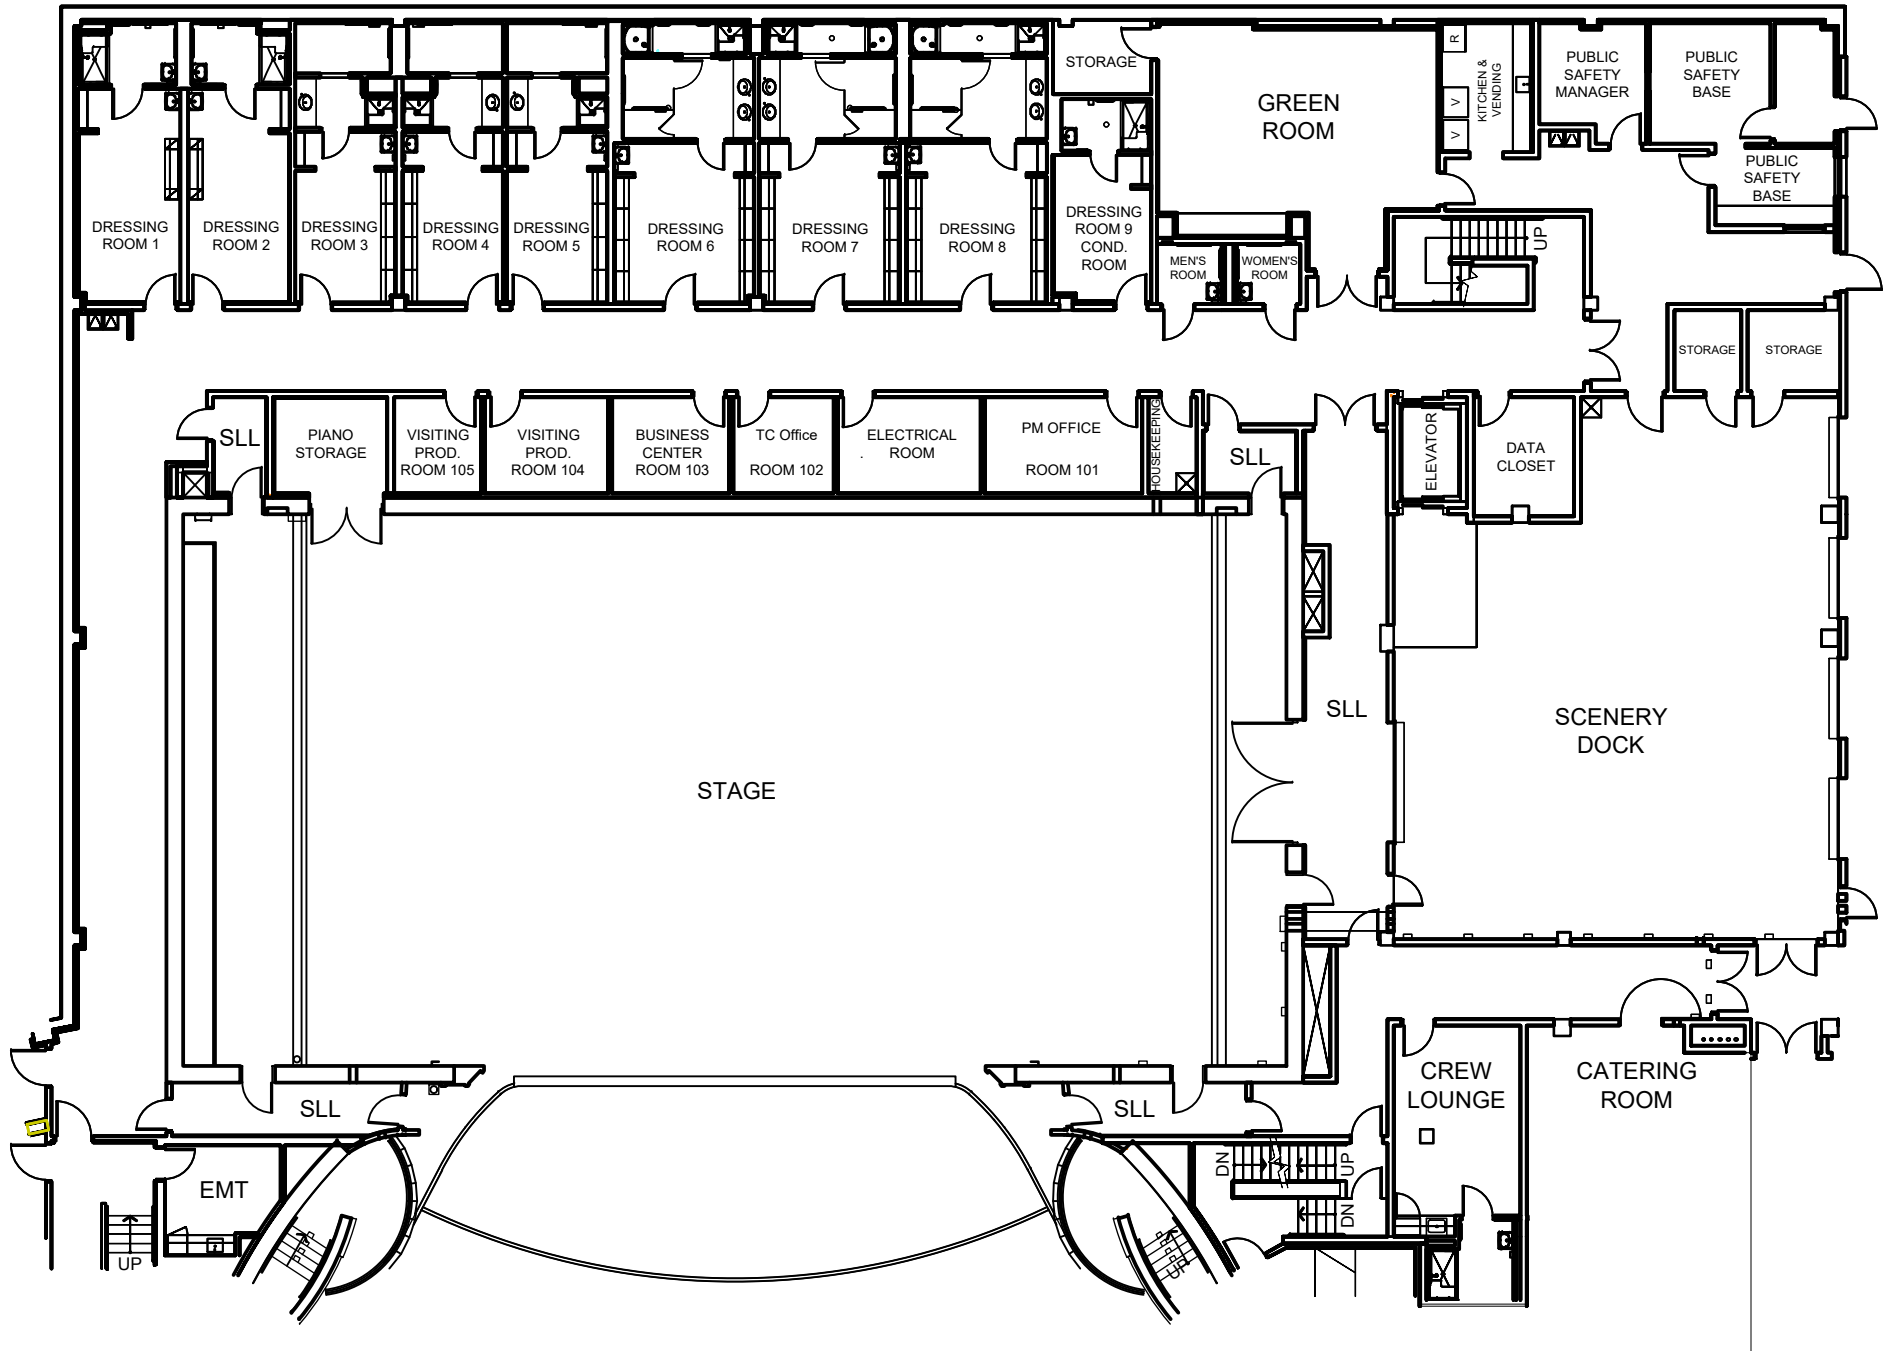 STORAGE
GREEN
ROOM
R
V
V
KITCHEN &
VENDING
PUBLIC
SAFETY
MANAGER
PUBLIC
SAFETY
BASE
PUBLIC
SAFETY
BASE
DRESSING
ROOM 1
DRESSING
ROOM 2
DRESSING
ROOM 3
DRESSING
ROOM 4
DRESSING
ROOM 5
DRESSING
ROOM 6
DRESSING
ROOM 7
DRESSING
ROOM 8
DRESSING
ROOM 9
COND.
ROOM
MEN'S
ROOM
WOMEN'S
ROOM
UP
STORAGE
STORAGE
SLL
PIANO
STORAGE
VISITING
PROD.
ROOM 105
VISITING
PROD.
ROOM 104
BUSINESS
CENTER
ROOM 103
TC Office
ROOM 102
ELECTRICAL
ROOM
.
PM OFFICE
ROOM 101
HOUSEKEEPING
SLL
ELEVATOR
DATA
CLOSET
SLL
SCENERY
DOCK
STAGE
SLL
SLL
CREW
LOUNGE
CATERING
ROOM
EMT
UP
UP
UP
DN
UP
DN